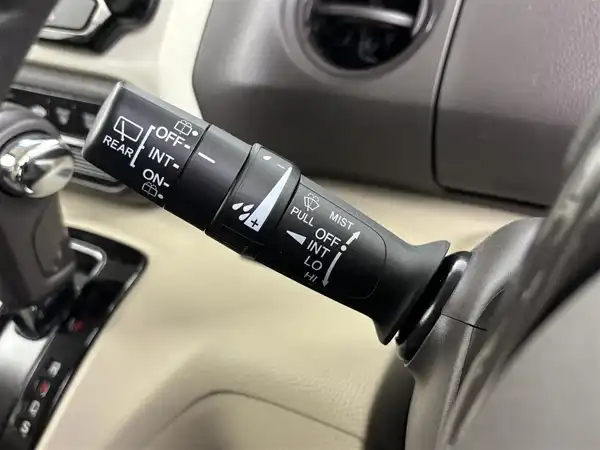 REAR
OFF
INT
ON
- +
PULL
MIST
OFF
INT
LO
HI
D
S